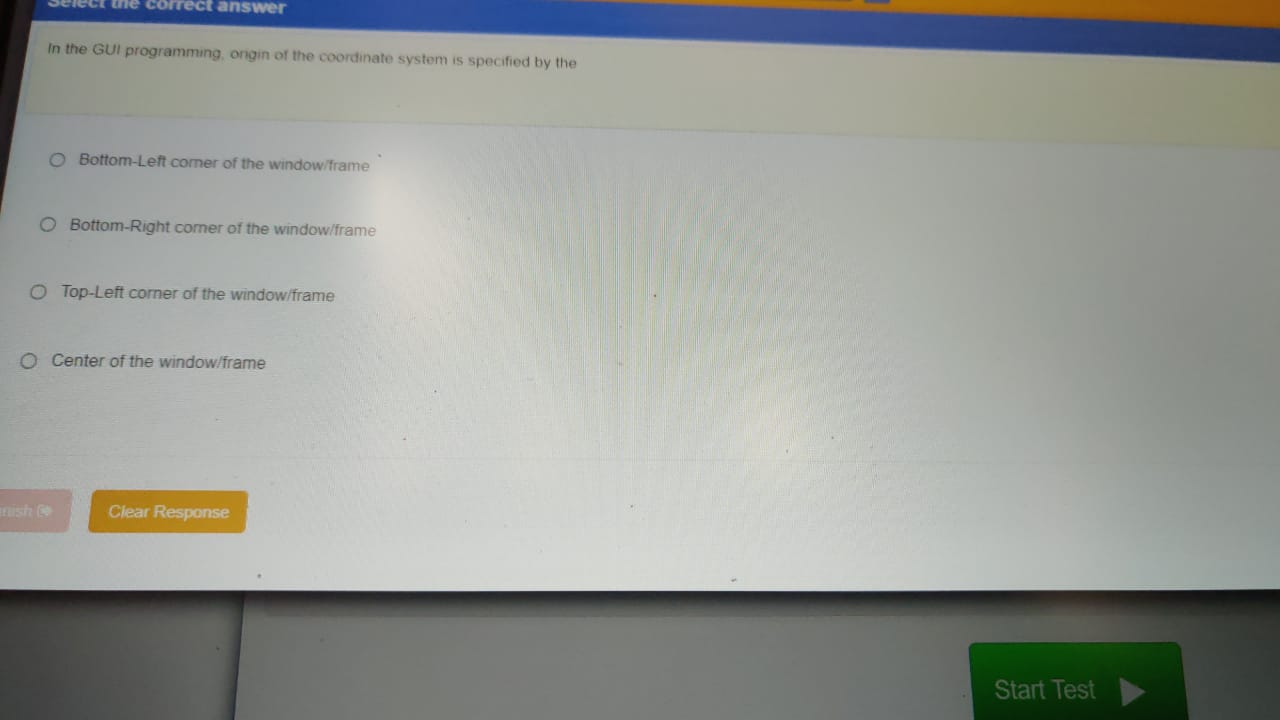 Select the correct answer
In the GUI programming, origin of the coordinate system is specified by the
Bottom-Left corner of the window/frame
Bottom-Right corner of the window/frame
Top-Left corner of the window/frame
Center of the window/frame
Clear Response
Start Test